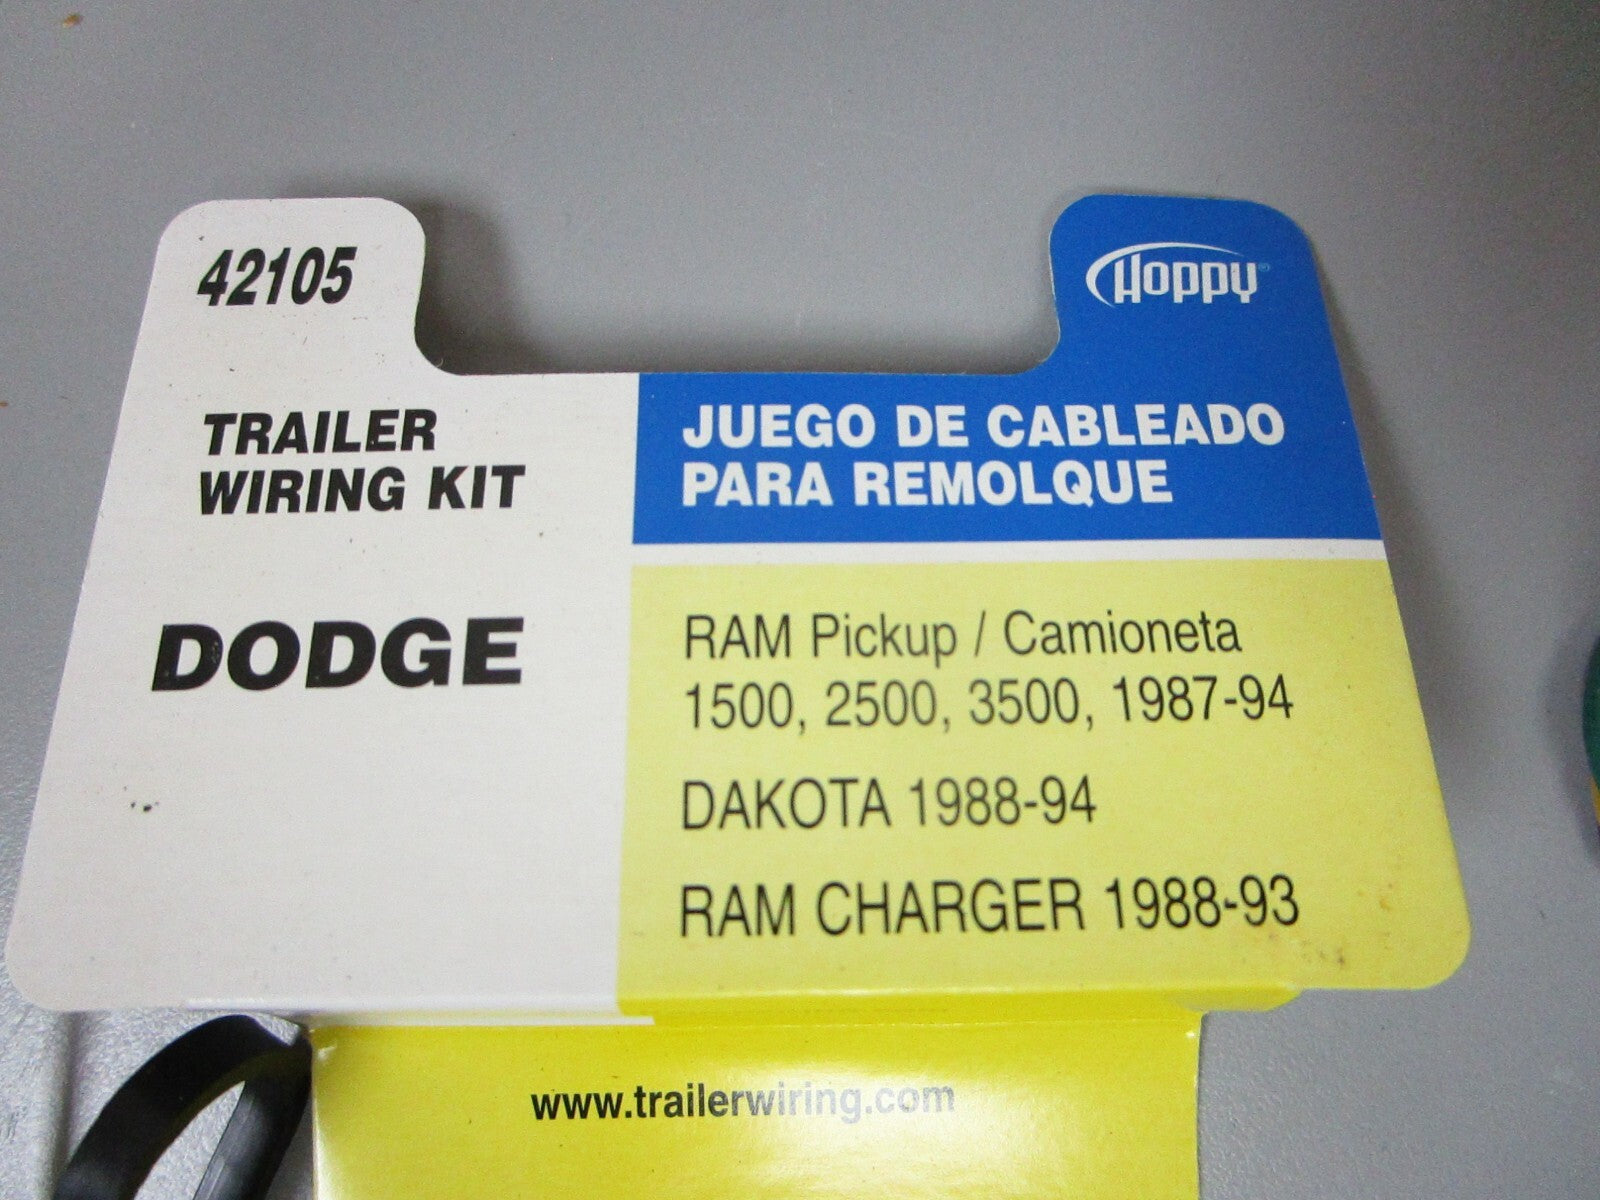 42105
Hoppy®
TRAILER
WIRING KIT
JUEGO DE CABLEADO
PARA REMOLQUE
DODGE
RAM Pickup / Camioneta
1500, 2500, 3500, 1987-94
DAKOTA 1988-94
RAM CHARGER 1988-93
www.trailerwiring.com